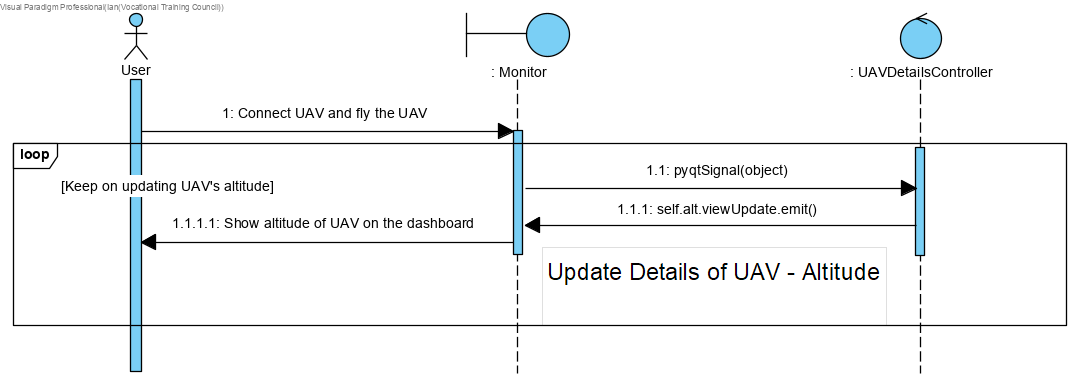 Visual Paradigm Professional(Ian(Vocational Training Council))
User
: Monitor
: UAVDetailsController
1: Connect UAV and fly the UAV
loop
[Keep on updating UAV's altitude]
1.1: pyqtSignal(object)
1.1.1: self.alt.viewUpdate.emit()
1.1.1.1: Show altitude of UAV on the dashboard
Update Details of UAV - Altitude